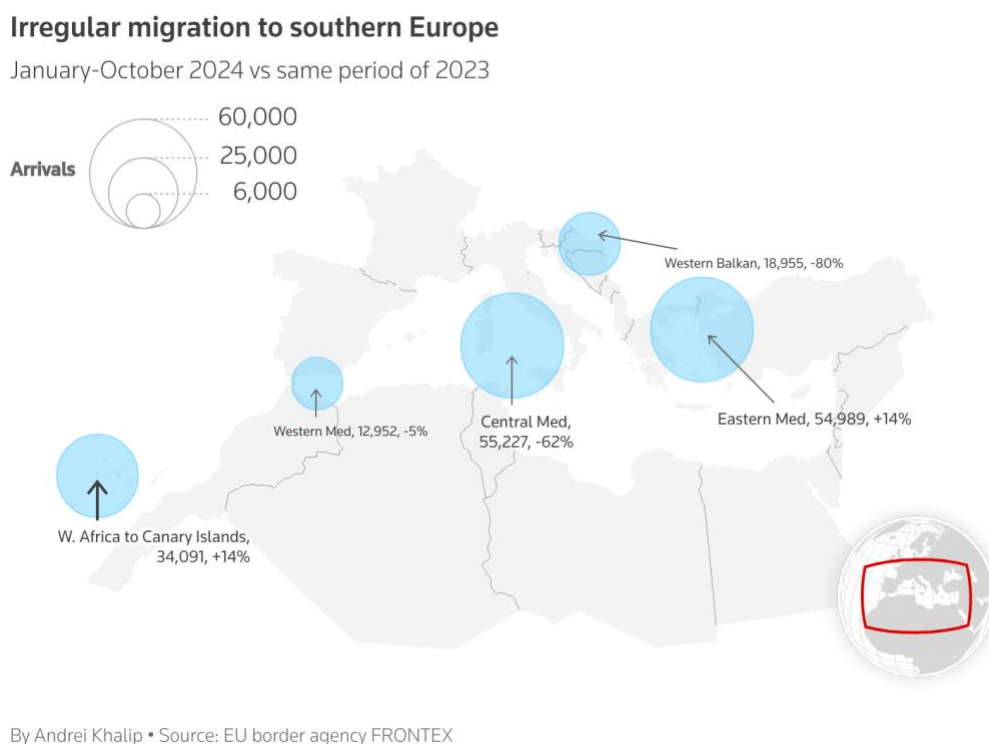 Irregular migration to southern Europe
January-October 2024 vs same period of 2023
60,000
25,000
Arrivals
6,000
Western Balkan, 18,955, -80%
Central Med,
55,227, -62%
Eastern Med, 54,989, +14%
Western Med, 12,952, -5%
W. Africa to Canary Islands,
34,091, +14%
By Andrei Khalip • Source: EU border agency FRONTEX